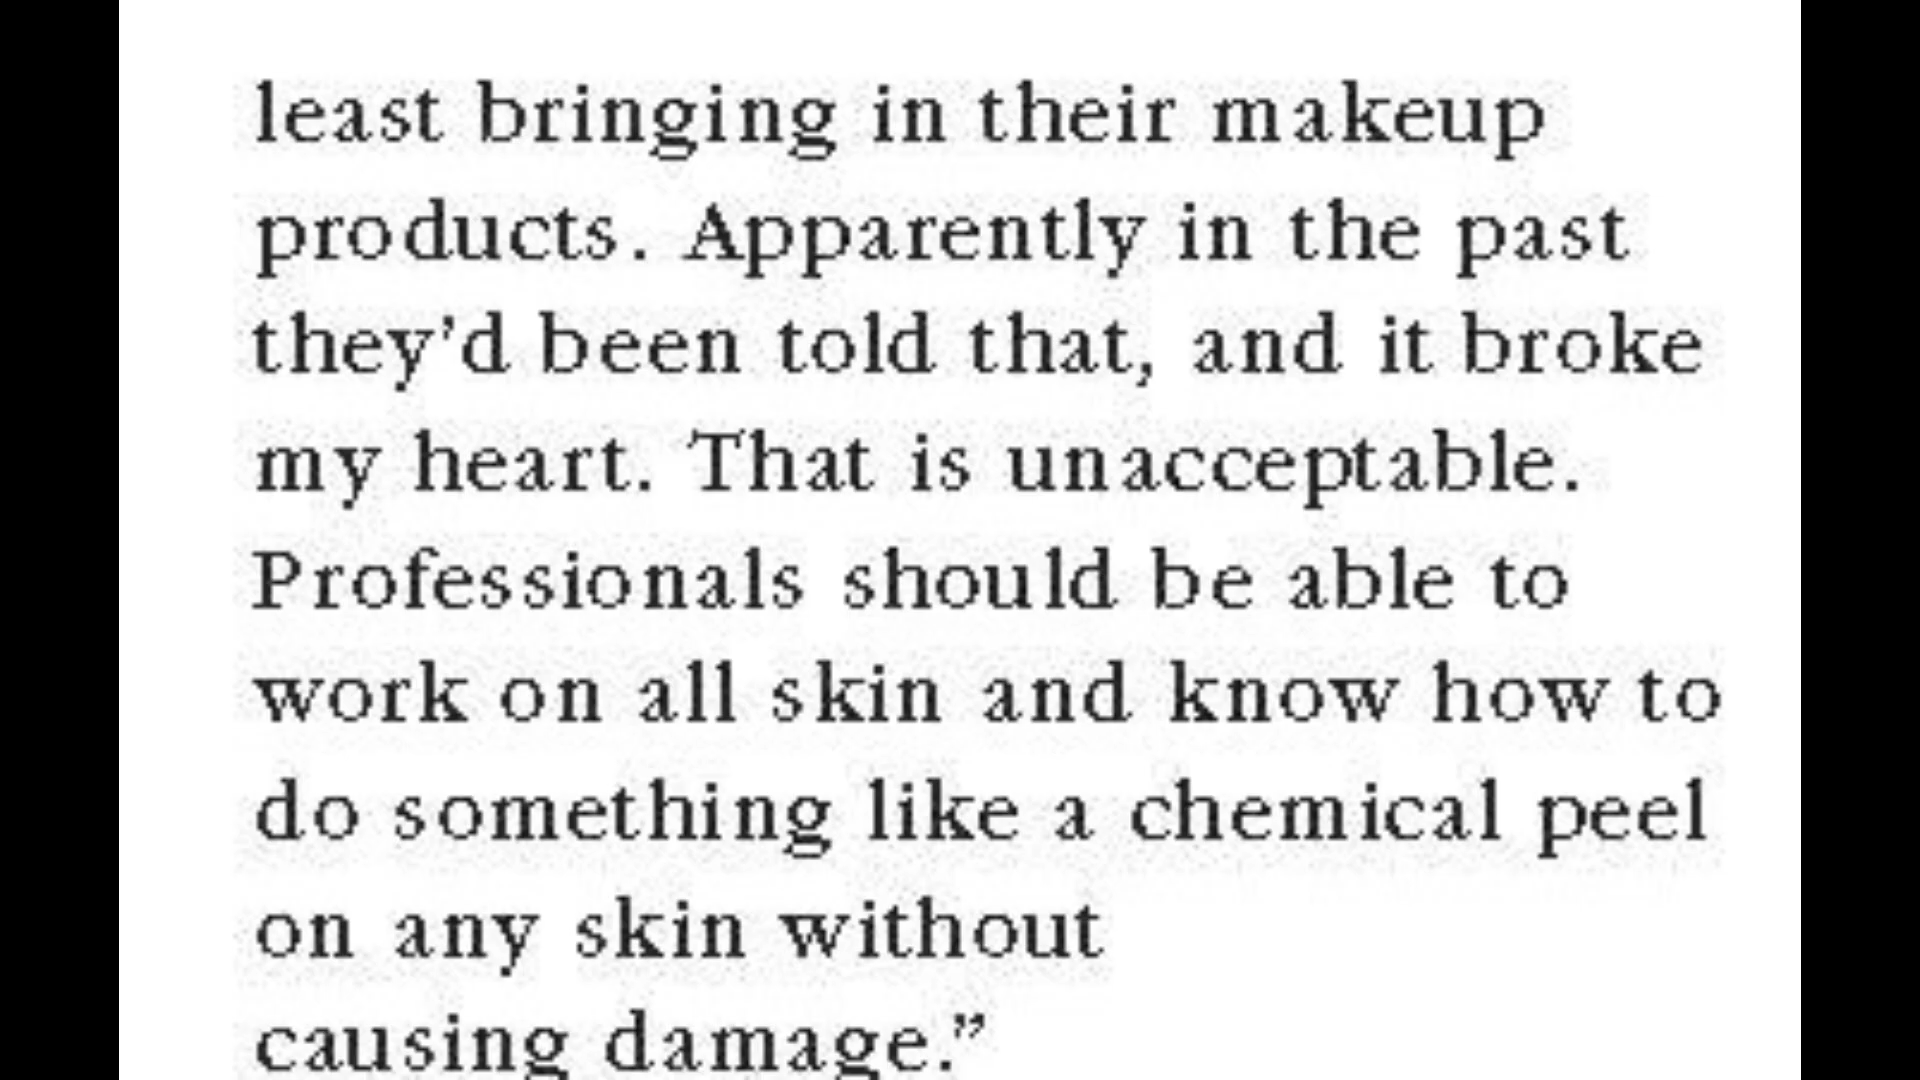 least bringing in their makeup
products. Apparently in the past
they’d been told that, and it broke
my heart. That is unacceptable.
Professionals should be able to
work on all skin and know how to
do something like a chemical peel
on any skin without
causing damage.”